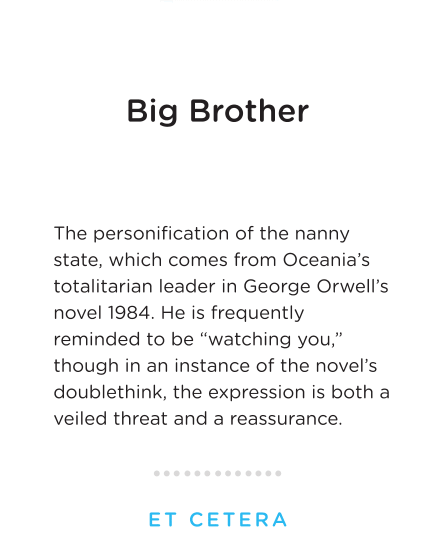 Big Brother
The personification of the nanny
state, which comes from Oceania’s
totalitarian leader in George Orwell’s
novel 1984. He is frequently
reminded to be “watching you,”
though in an instance of the novel’s
doublethink, the expression is both a
veiled threat and a reassurance.
ET CETERA